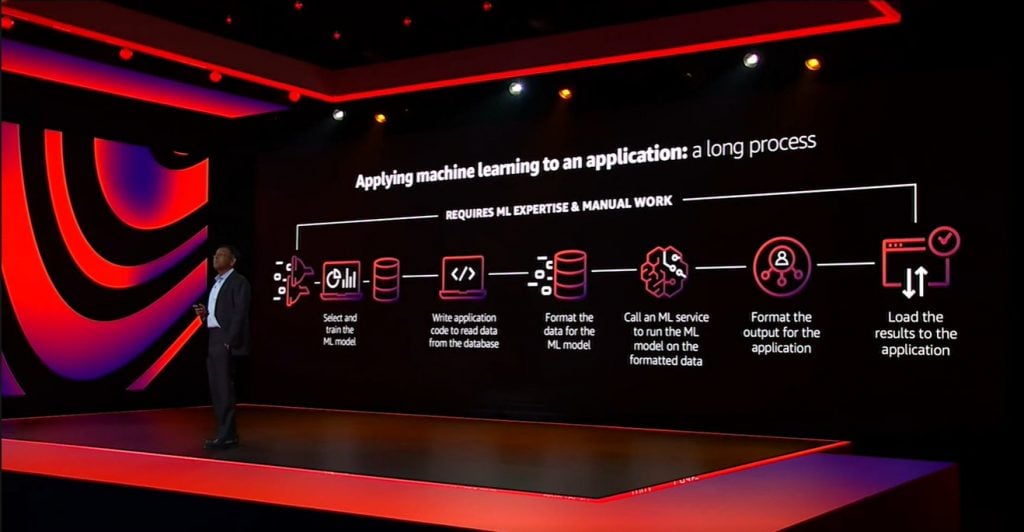 Applying machine learning to an application: a long process
REQUIRES ML EXPERTISE & MANUAL WORK
Select and
train the
ML model
Write application
code to read data
from the database
Format the
data for the
ML model
Call an ML service
to run the ML
model on the
formatted data
Format the
output for the
application
Load the
results to the
application